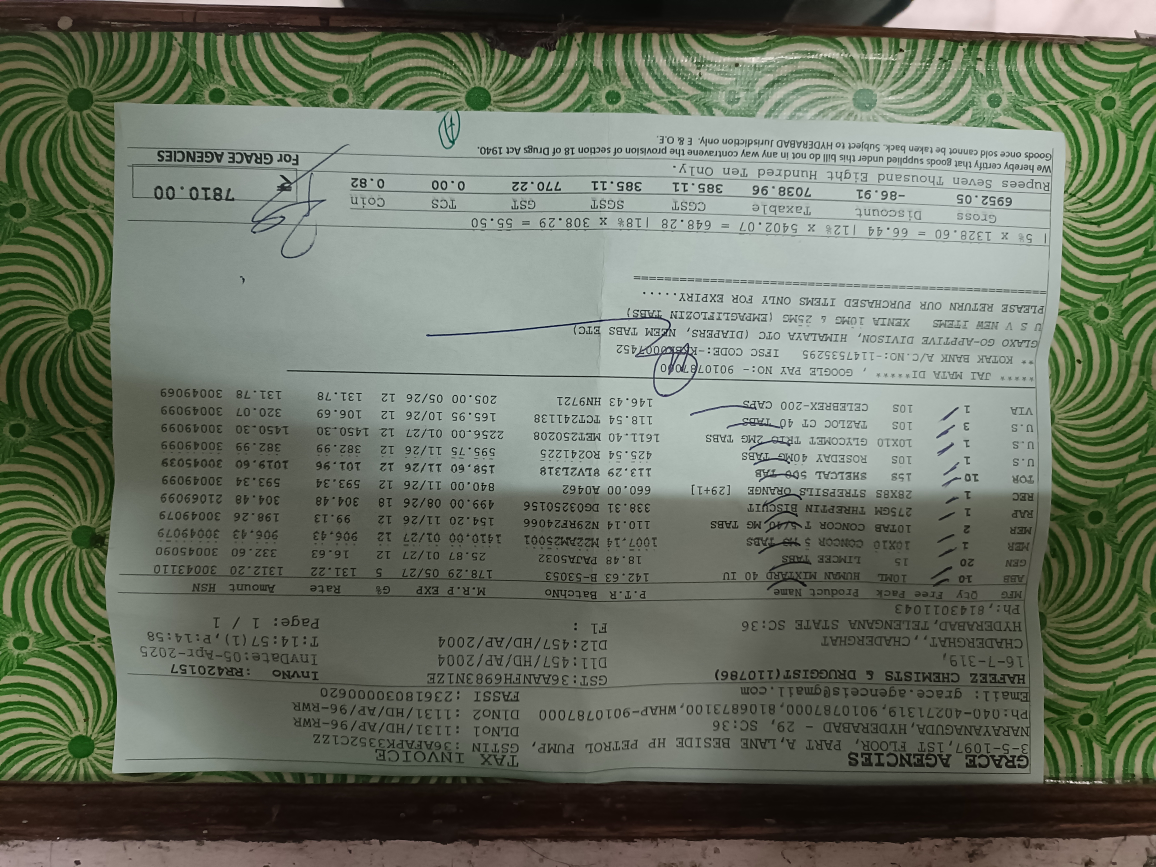 GRACE AGENCIES TAX INVOICE
3-5-1097,1ST FLOOR, PART A,LANE BESIDE HP PETROL PUMP, GSTIN :36AFAPK3352C1ZZ
NARAYANAGUDA,HYDERABAD - 29, SC:36 DLNO1 :1131/HD/AP/96-RWR
Ph:040-40271319,9010787000,8106873100,WHAP-9010787000 DLNO2 :1131/HD/AP/96-RWR
Email: grace.agencies@gmail.com FASSI :23618030000620
HAFEEZ CHEMISTS & DRUGGIST(110786) GST:36AANFH6983N1ZE InvNo :RR420157
16-7-319, D11:457/HD/AP/2004 InvDate:05-Apr-2025
CHADERGHAT,,CHADERGHAT D12:457/HD/AP/2004 T:14:57(1),P:14:58
HYDERABAD,TELENGANA STATE SC:36 Fl : Page: 1 / 1
Ph:,8143011043
MFG Qty Free Pack Product Name P.T.R BatchNo M.R.P EXP G% Rate Amount HSN
ABB 10 10ML HUMAN MIXTARD 40 IU 142.63 B-53053 178.29 05/27 5 131.22 1312.20 30043110
GEN 20 15 LIMCEE TABS 18.48 PAJA5032 25.87 01/27 12 16.63 332.60 30045090
MER 1 10X10 CONCOR 5 MG TABS 1007.14 M22AM25001 1410.00 01/27 12 906.43 906.43 30049079
MER 2 10TAB CONCOR T 5/40 MG TABS 110.14 NZ9RF24066 154.20 11/26 12 99.13 198.26 30049079
RAP 1 275GM THREPTIN BISCUIT 338.31 DE03250156 499.00 08/26 18 304.48 304.48 21069099
REC 1 28X8S STREPSILS ORANGE [29+1] 660.00 A0462 840.00 11/26 12 593.34 593.34 30049099
TOR 10 15S SHELCAL 500 TAB 113.29 81VZL318 158.60 11/26 12 101.96 1019.60 30045039
U.S 1 10S ROSEDAY 40MG TABS 425.54 RO241225 595.75 11/26 12 382.99 382.99 30049099
U.S 1 10X10 GLYCOMET TRIO 2MG TABS 1611.40 MET250208 2256.00 01/27 12 1450.30 1450.30 30049099
U.S 3 10S TAZLOC CT 40 TABS 118.54 TCT241138 165.95 10/26 12 106.69 320.07 30049099
VIA 1 10S CELEBREX-200 CAPS 146.43 HN9721 205.00 05/26 12 131.78 131.78 30049069
***** JAI MATA DI***** , GOOGLE PAY NO:- 9010787000
** KOTAK BANK A/C.NO:-1147535295 IFSC CODE:-KKBK0007452
GLAXO GO-APPTIVE DIVISON, HIMALAYA OTC (DIAPERS, NEEM TABS ETC)
U S V NEW ITEMS XENIA 10MG & 25MG (EMPAGLIFLOZIN TABS)
PLEASE RETURN OUR PURCHASED ITEMS ONLY FOR EXPIRY.....
| 5% x 1328.60 = 66.44 |12% x 5402.07 = 648.28 |18% x 308.29 = 55.50
Gross Discount Taxable CGST SGST GST TCS Coin
6952.05 -86.91 7038.96 385.11 385.11 770.22 0.00 0.82 ₹ 7810.00
Rupees Seven Thousand Eight Hundred Ten Only.
We hereby certify that goods supplied under this bill do not in any way contravene the provision of section 18 of Drugs Act 1940. For GRACE AGENCIES
Goods once sold cannot be taken back, Subject to HYDERABAD Jurisdiction only. E & O.E.